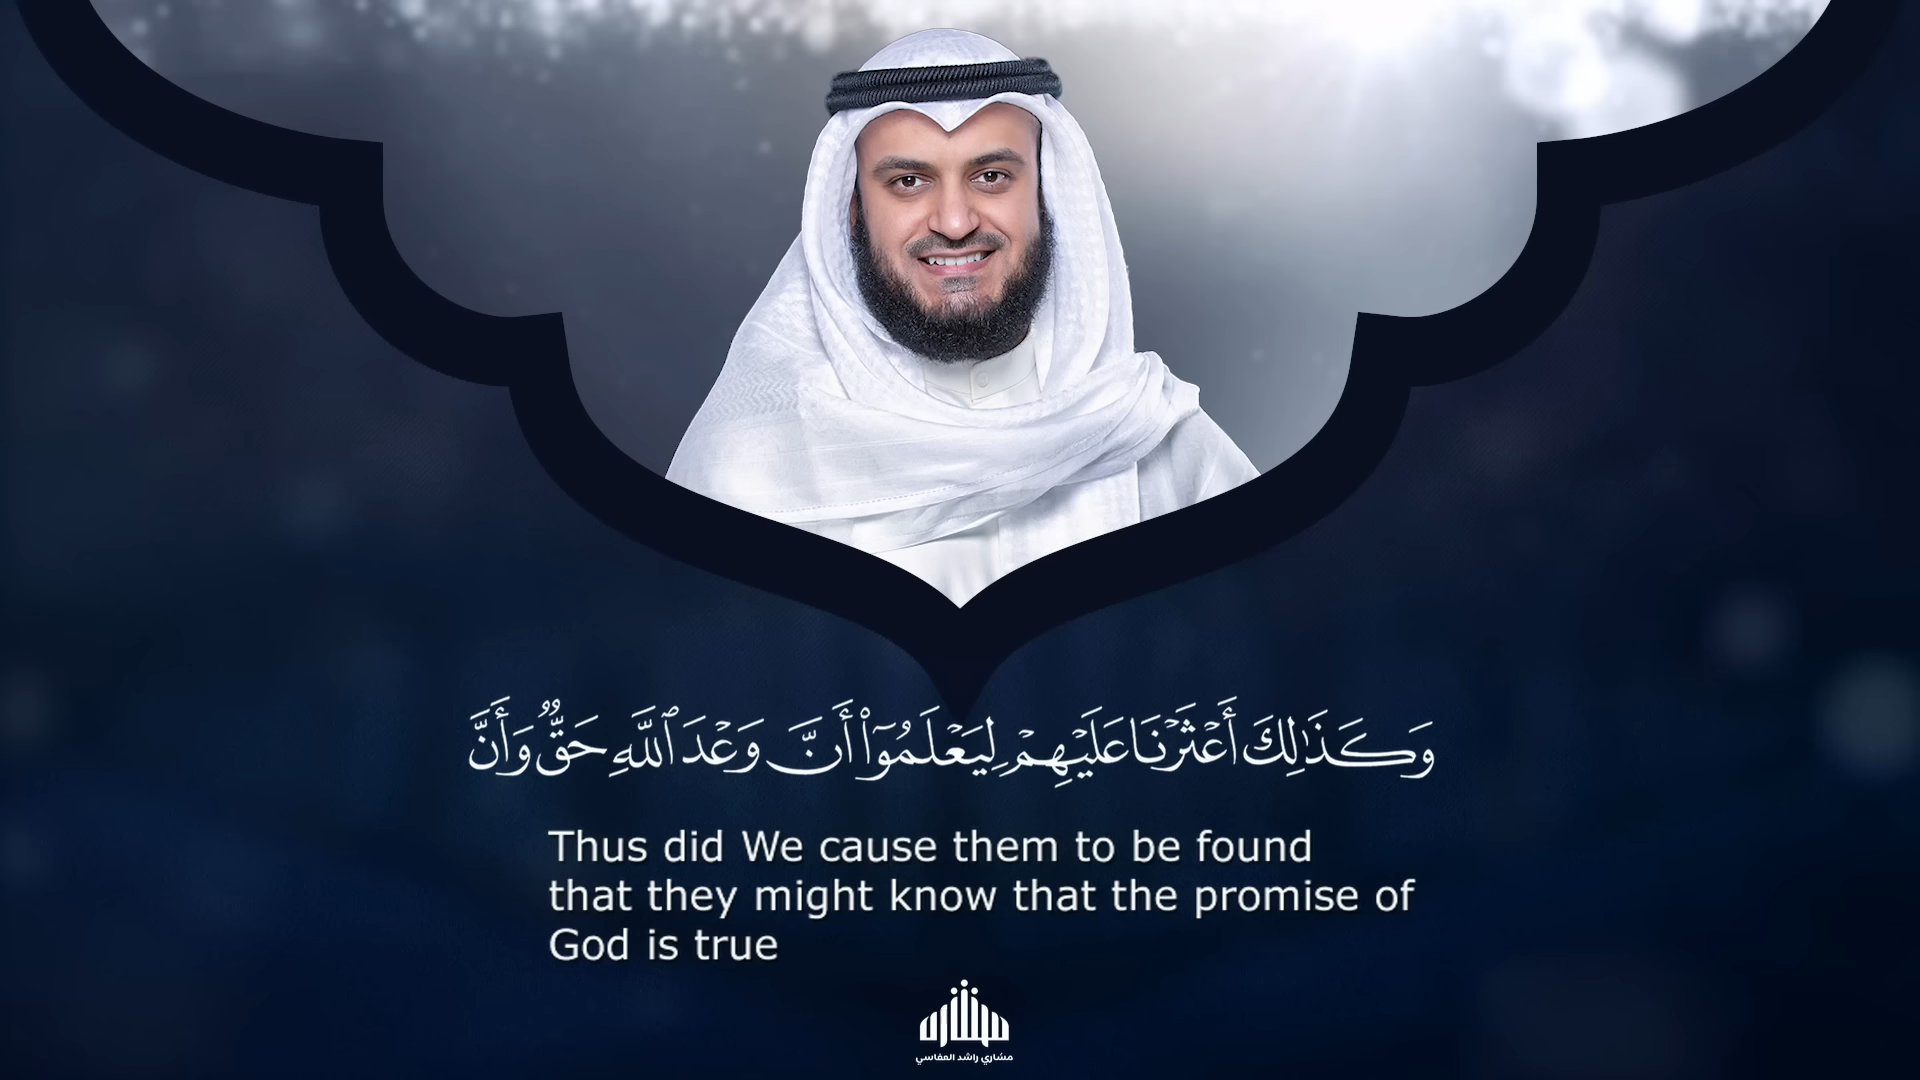 وَكَذَٰلِكَ أَعْثَرْنَا عَلَيْهِمْ لِيَعْلَمُوٓا۟ أَنَّ وَعْدَ ٱللَّهِ حَقٌّ وَأَنَّ
Thus did We cause them to be found
that they might know that the promise of
God is true
مشاري راشد العفاسي